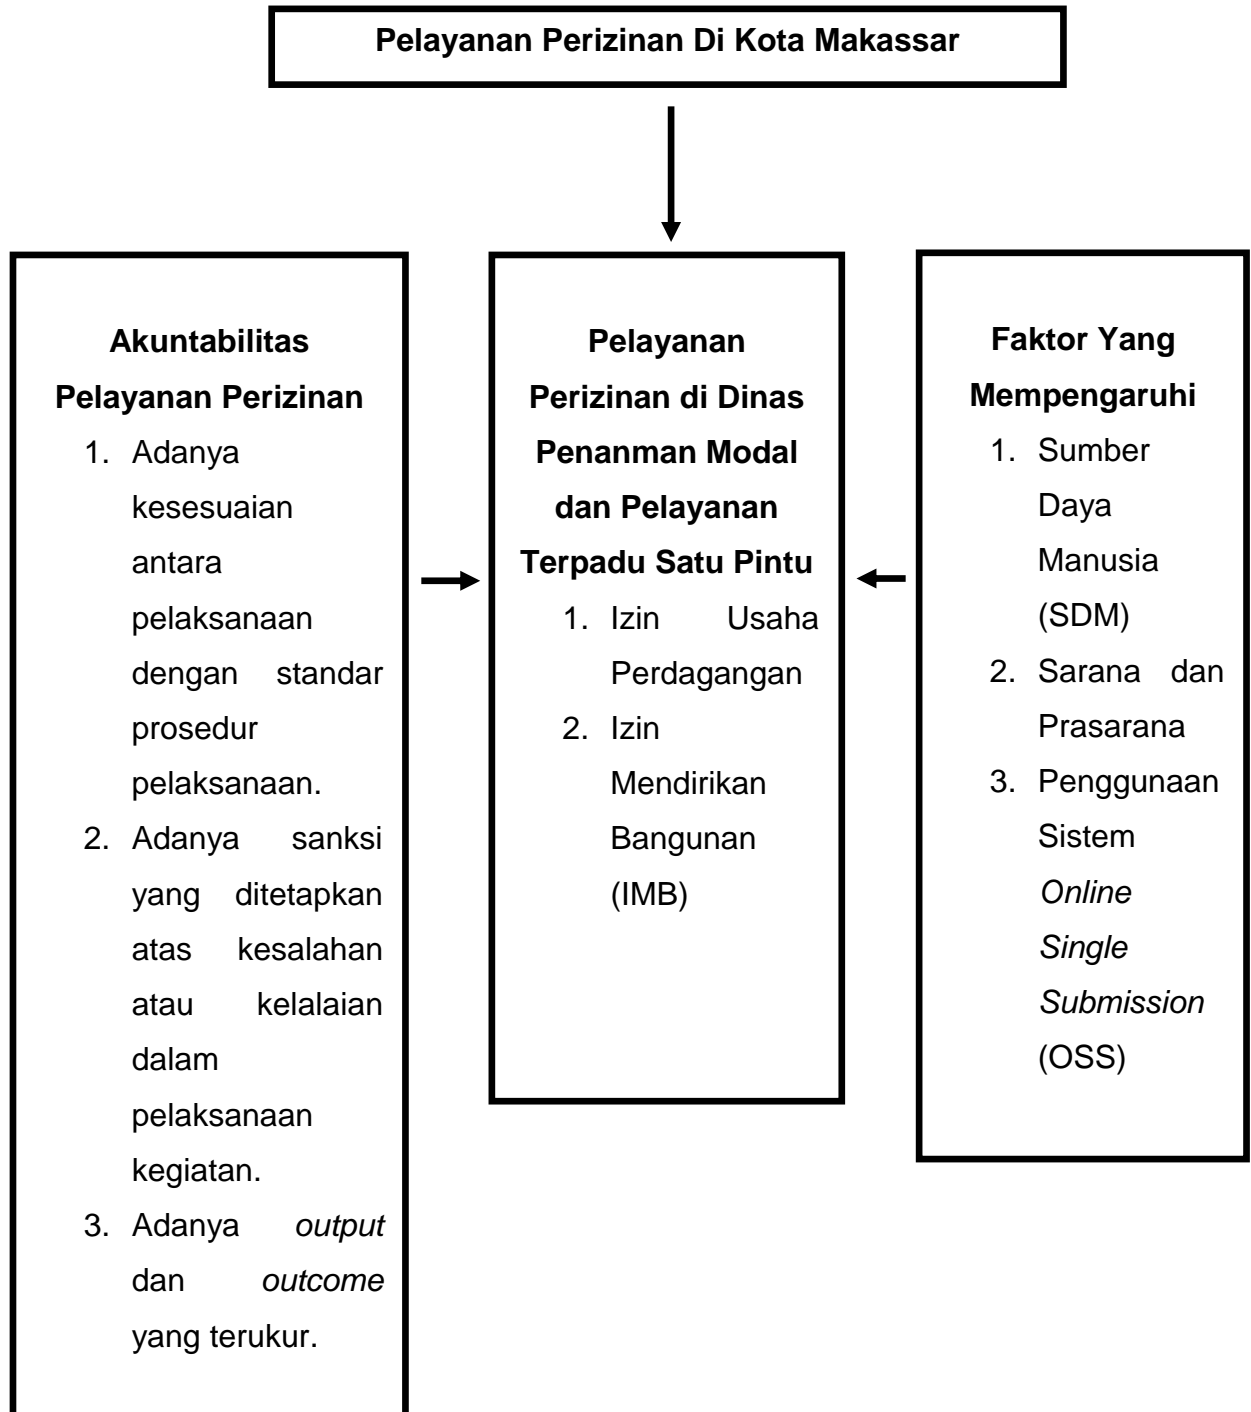 Pelayanan Perizinan Di Kota Makassar
Akuntabilitas
Pelayanan Perizinan
1. Adanya
kesesuaian
antara
pelaksanaan
dengan standar
prosedur
pelaksanaan.
2. Adanya sanksi
yang ditetapkan
atas kesalahan
atau kelalaian
dalam
pelaksanaan
kegiatan.
3. Adanya output
dan outcome
yang terukur.
Pelayanan
Perizinan di Dinas
Penanman Modal
dan Pelayanan
Terpadu Satu Pintu
1. Izin Usaha
Perdagangan
2. Izin
Mendirikan
Bangunan
(IMB)
Faktor Yang
Mempengaruhi
1. Sumber
Daya
Manusia
(SDM)
2. Sarana dan
Prasarana
3. Penggunaan
Sistem
Online
Single
Submission
(OSS)